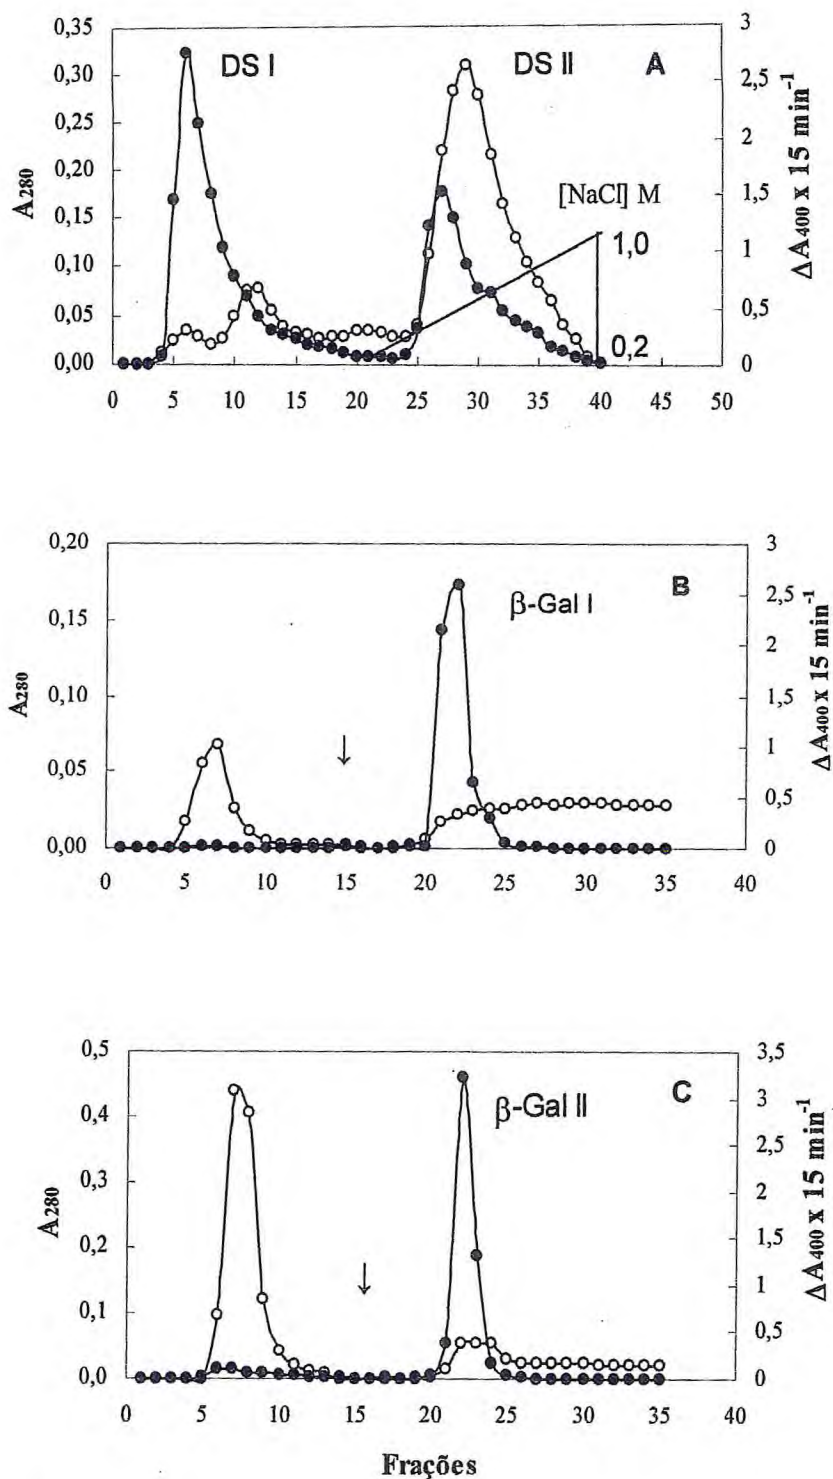 0,35
0,30
0,25
0,20
0,15
0,10
0,05
0,00
A280
DS I
DS II
A
[NaCl] M
1,0
0,2
3
2,5
2
1,5
1
0,5
0
ΔA400 x 15 min-1
0 5 10 15 20 25 30 35 40 45 50
0,20
0,15
0,10
0,05
0,00
A280
β-Gal I
B
↓
3
2,5
2
1,5
1
0,5
0
ΔA400 x 15 min-1
0 5 10 15 20 25 30 35 40
0,5
0,4
0,3
0,2
0,1
0,0
A280
β-Gal II
C
↓
3,5
3
2,5
2
1,5
1
0,5
0
ΔA400 x 15 min-1
0 5 10 15 20 25 30 35 40
Frações